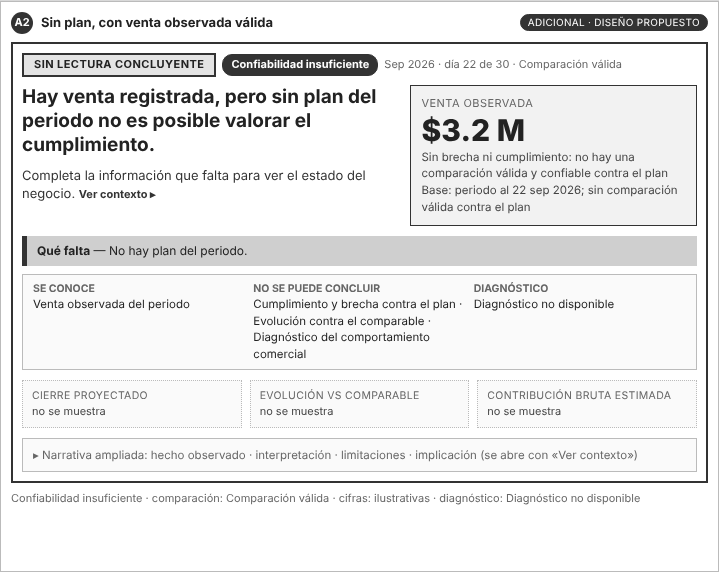 A2 Sin plan, con venta observada válida
ADICIONAL · DISEÑO PROPUESTO
SIN LECTURA CONCLUYENTE
Confiabilidad insuficiente
Sep 2026 · día 22 de 30 · Comparación válida
Hay venta registrada, pero sin plan del
periodo no es posible valorar el
cumplimiento.
Completa la información que falta para ver el estado del
negocio. Ver contexto ▸
VENTA OBSERVADA
$3.2 M
Sin brecha ni cumplimiento: no hay una
comparación válida y confiable contra el plan
Base: periodo al 22 sep 2026; sin comparación
válida contra el plan
Qué falta — No hay plan del periodo.
SE CONOCE
Venta observada del periodo
NO SE PUEDE CONCLUIR
Cumplimiento y brecha contra el plan ·
Evolución contra el comparable ·
Diagnóstico del comportamiento
comercial
DIAGNÓSTICO
Diagnóstico no disponible
CIERRE PROYECTADO
no se muestra
EVOLUCIÓN VS COMPARABLE
no se muestra
CONTRIBUCIÓN BRUTA ESTIMADA
no se muestra
▸ Narrativa ampliada: hecho observado · interpretación · limitaciones · implicación (se abre con «Ver contexto»)
Confiabilidad insuficiente · comparación: Comparación válida · cifras: ilustrativas · diagnóstico: Diagnóstico no disponible